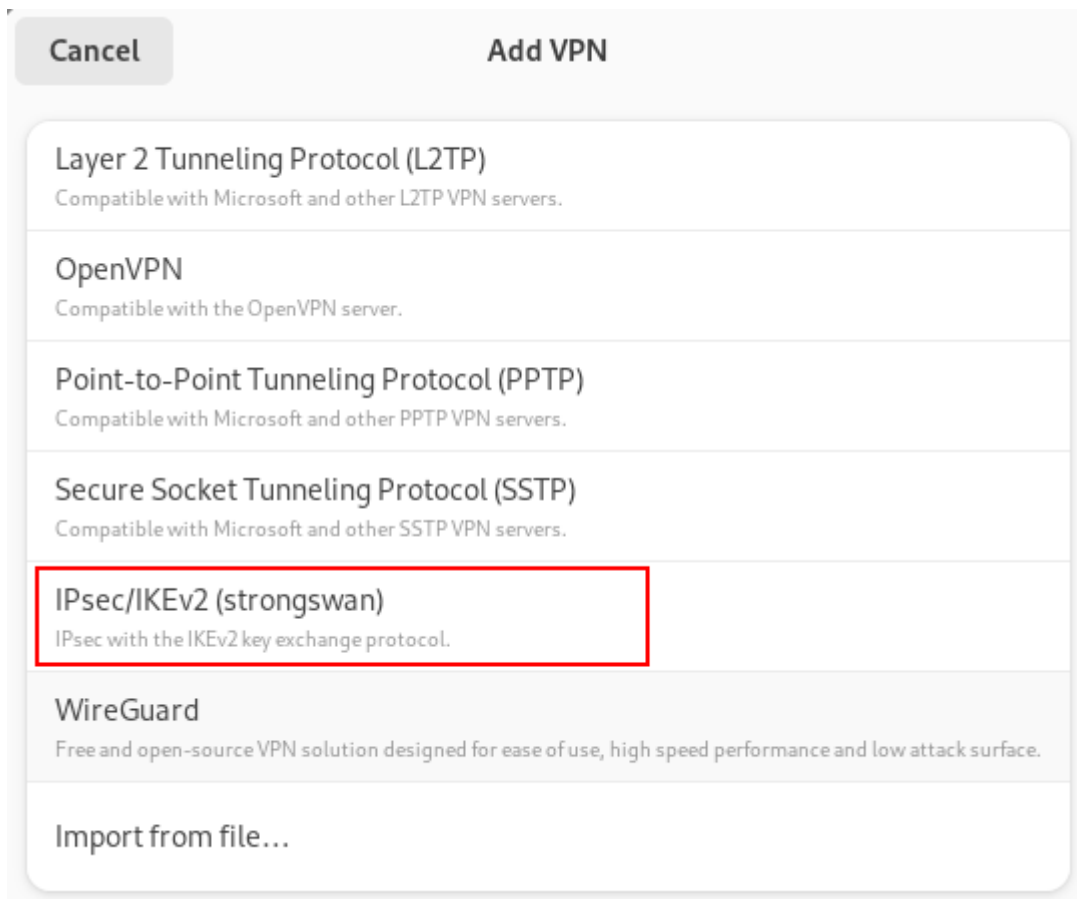 Cancel
Add VPN
Layer 2 Tunneling Protocol (L2TP)
Compatible with Microsoft and other L2TP VPN servers.
OpenVPN
Compatible with the OpenVPN server.
Point-to-Point Tunneling Protocol (PPTP)
Compatible with Microsoft and other PPTP VPN servers.
Secure Socket Tunneling Protocol (SSTP)
Compatible with Microsoft and other SSTP VPN servers.
IPsec/IKEv2 (strongswan)
IPsec with the IKEv2 key exchange protocol.
WireGuard
Free and open-source VPN solution designed for ease of use, high speed performance and low attack surface.
Import from file…